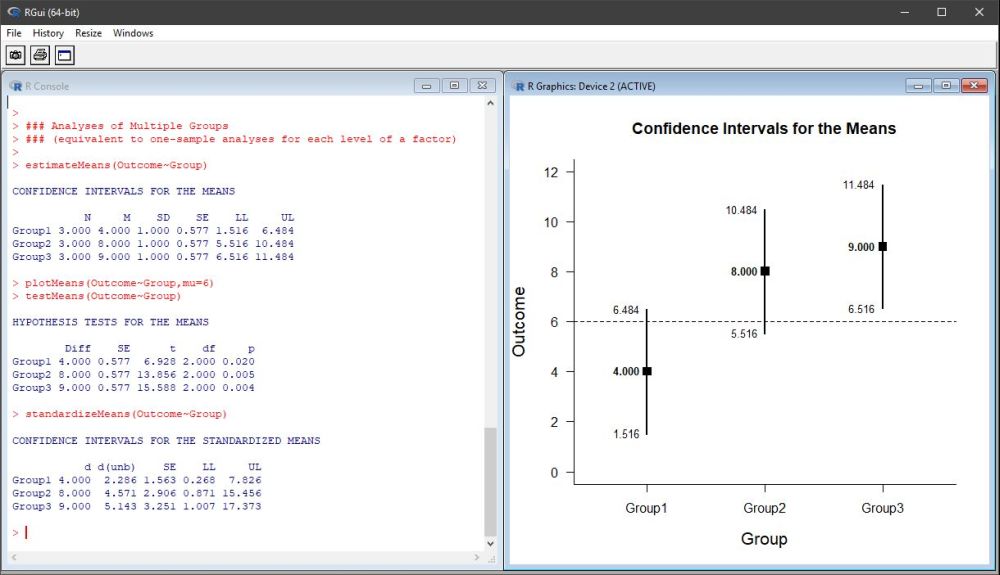 RGui (64-bit)
File History Resize Windows
R Console
>
> ### Analyses of Multiple Groups
> ### (equivalent to one-sample analyses for each level of a factor)
>
> estimateMeans(Outcome~Group)
CONFIDENCE INTERVALS FOR THE MEANS
N M SD SE LL UL
Group1 3.000 4.000 1.000 0.577 1.516 6.484
Group2 3.000 8.000 1.000 0.577 5.516 10.484
Group3 3.000 9.000 1.000 0.577 6.516 11.484
> plotMeans(Outcome~Group,mu=6)
> testMeans(Outcome~Group)
HYPOTHESIS TESTS FOR THE MEANS
Diff SE t df p
Group1 4.000 0.577 6.928 2.000 0.020
Group2 8.000 0.577 13.856 2.000 0.005
Group3 9.000 0.577 15.588 2.000 0.004
> standardizeMeans(Outcome~Group)
CONFIDENCE INTERVALS FOR THE STANDARDIZED MEANS
d d(unb) SE LL UL
Group1 4.000 2.286 1.563 0.268 7.826
Group2 8.000 4.571 2.906 0.871 15.456
Group3 9.000 5.143 3.251 1.007 17.373
>
R Graphics: Device 2 (ACTIVE)
Confidence Intervals for the Means
Outcome
12
10
8
6
4
2
0
6.484
4.000
1.516
10.484
8.000
5.516
11.484
9.000
6.516
Group1 Group2 Group3
Group